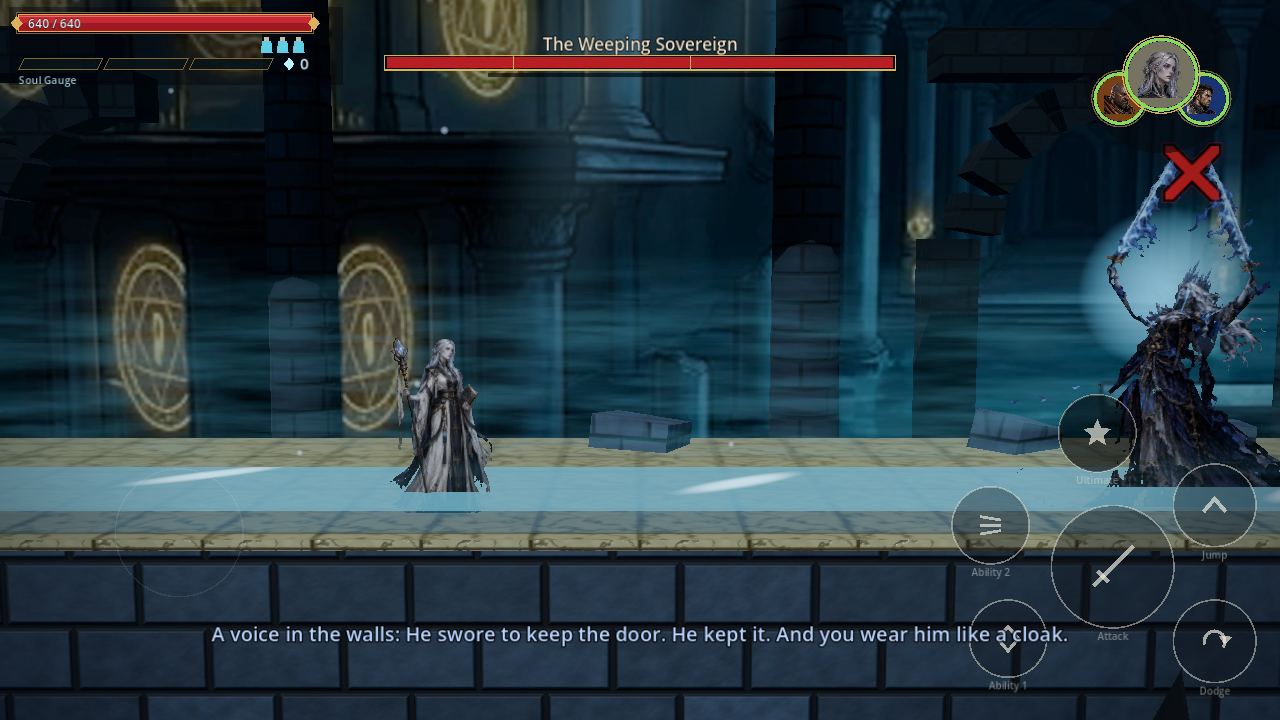 640 / 640
The Weeping Sovereign
0
Soul Gauge
Ultimate
Ability 2
Jump
A voice in the walls: He swore to keep the door. He kept it. And you wear him like a cloak.
Attack
Ability 1
Dodge